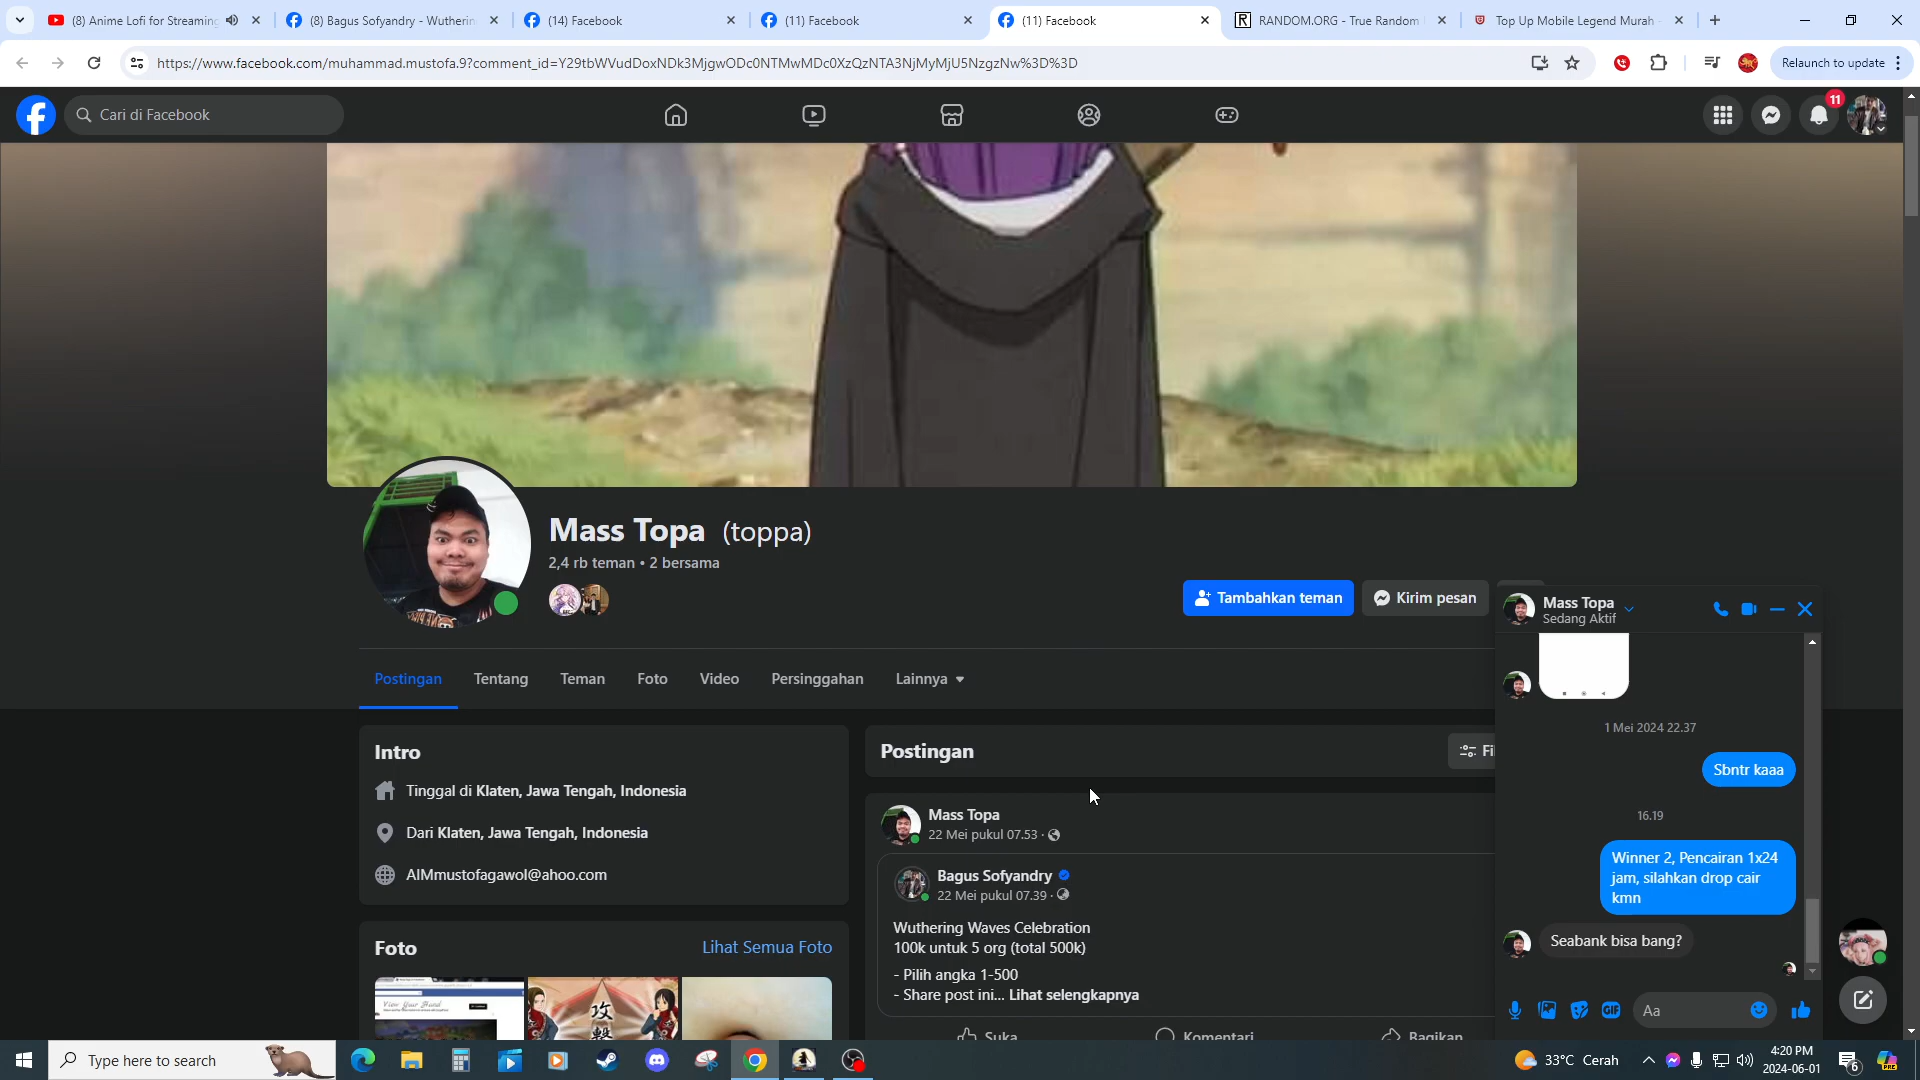 (8) Anime Lofi for Streaming
(8) Bagus Sofyandry - Wutherin
(14) Facebook
(11) Facebook
(11) Facebook
RANDOM.ORG - True Random
Top Up Mobile Legend Murah -
https://www.facebook.com/muhammad.mustofa.9?comment_id=Y29tbWVudDoxNDk3MjgwODc0NTMwMDc0XzQzNTA3NjMyMjU5NzgzNw%3D%3D
Relaunch to update
Cari di Facebook
11
Mass Topa (toppa)
2,4 rb teman • 2 bersama
Tambahkan teman
Kirim pesan
Postingan
Tentang
Teman
Foto
Video
Persinggahan
Lainnya
Intro
Tinggal di Klaten, Jawa Tengah, Indonesia
Dari Klaten, Jawa Tengah, Indonesia
AlMmustofagawol@ahoo.com
Foto
Lihat Semua Foto
Postingan
Fil
Mass Topa
22 Mei pukul 07.53 ·
Bagus Sofyandry
22 Mei pukul 07.39 ·
Wuthering Waves Celebration
100k untuk 5 org (total 500k)
- Pilih angka 1-500
- Share post ini... Lihat selengkapnya
Suka
Komentari
Bagikan
Mass Topa
Sedang Aktif
1 Mei 2024 22.37
Sbntr kaaa
16.19
Winner 2, Pencairan 1x24
jam, silahkan drop cair
kmn
Seabank bisa bang?
Aa
GIF
Type here to search
33°C Cerah
4:20 PM
2024-06-01
6